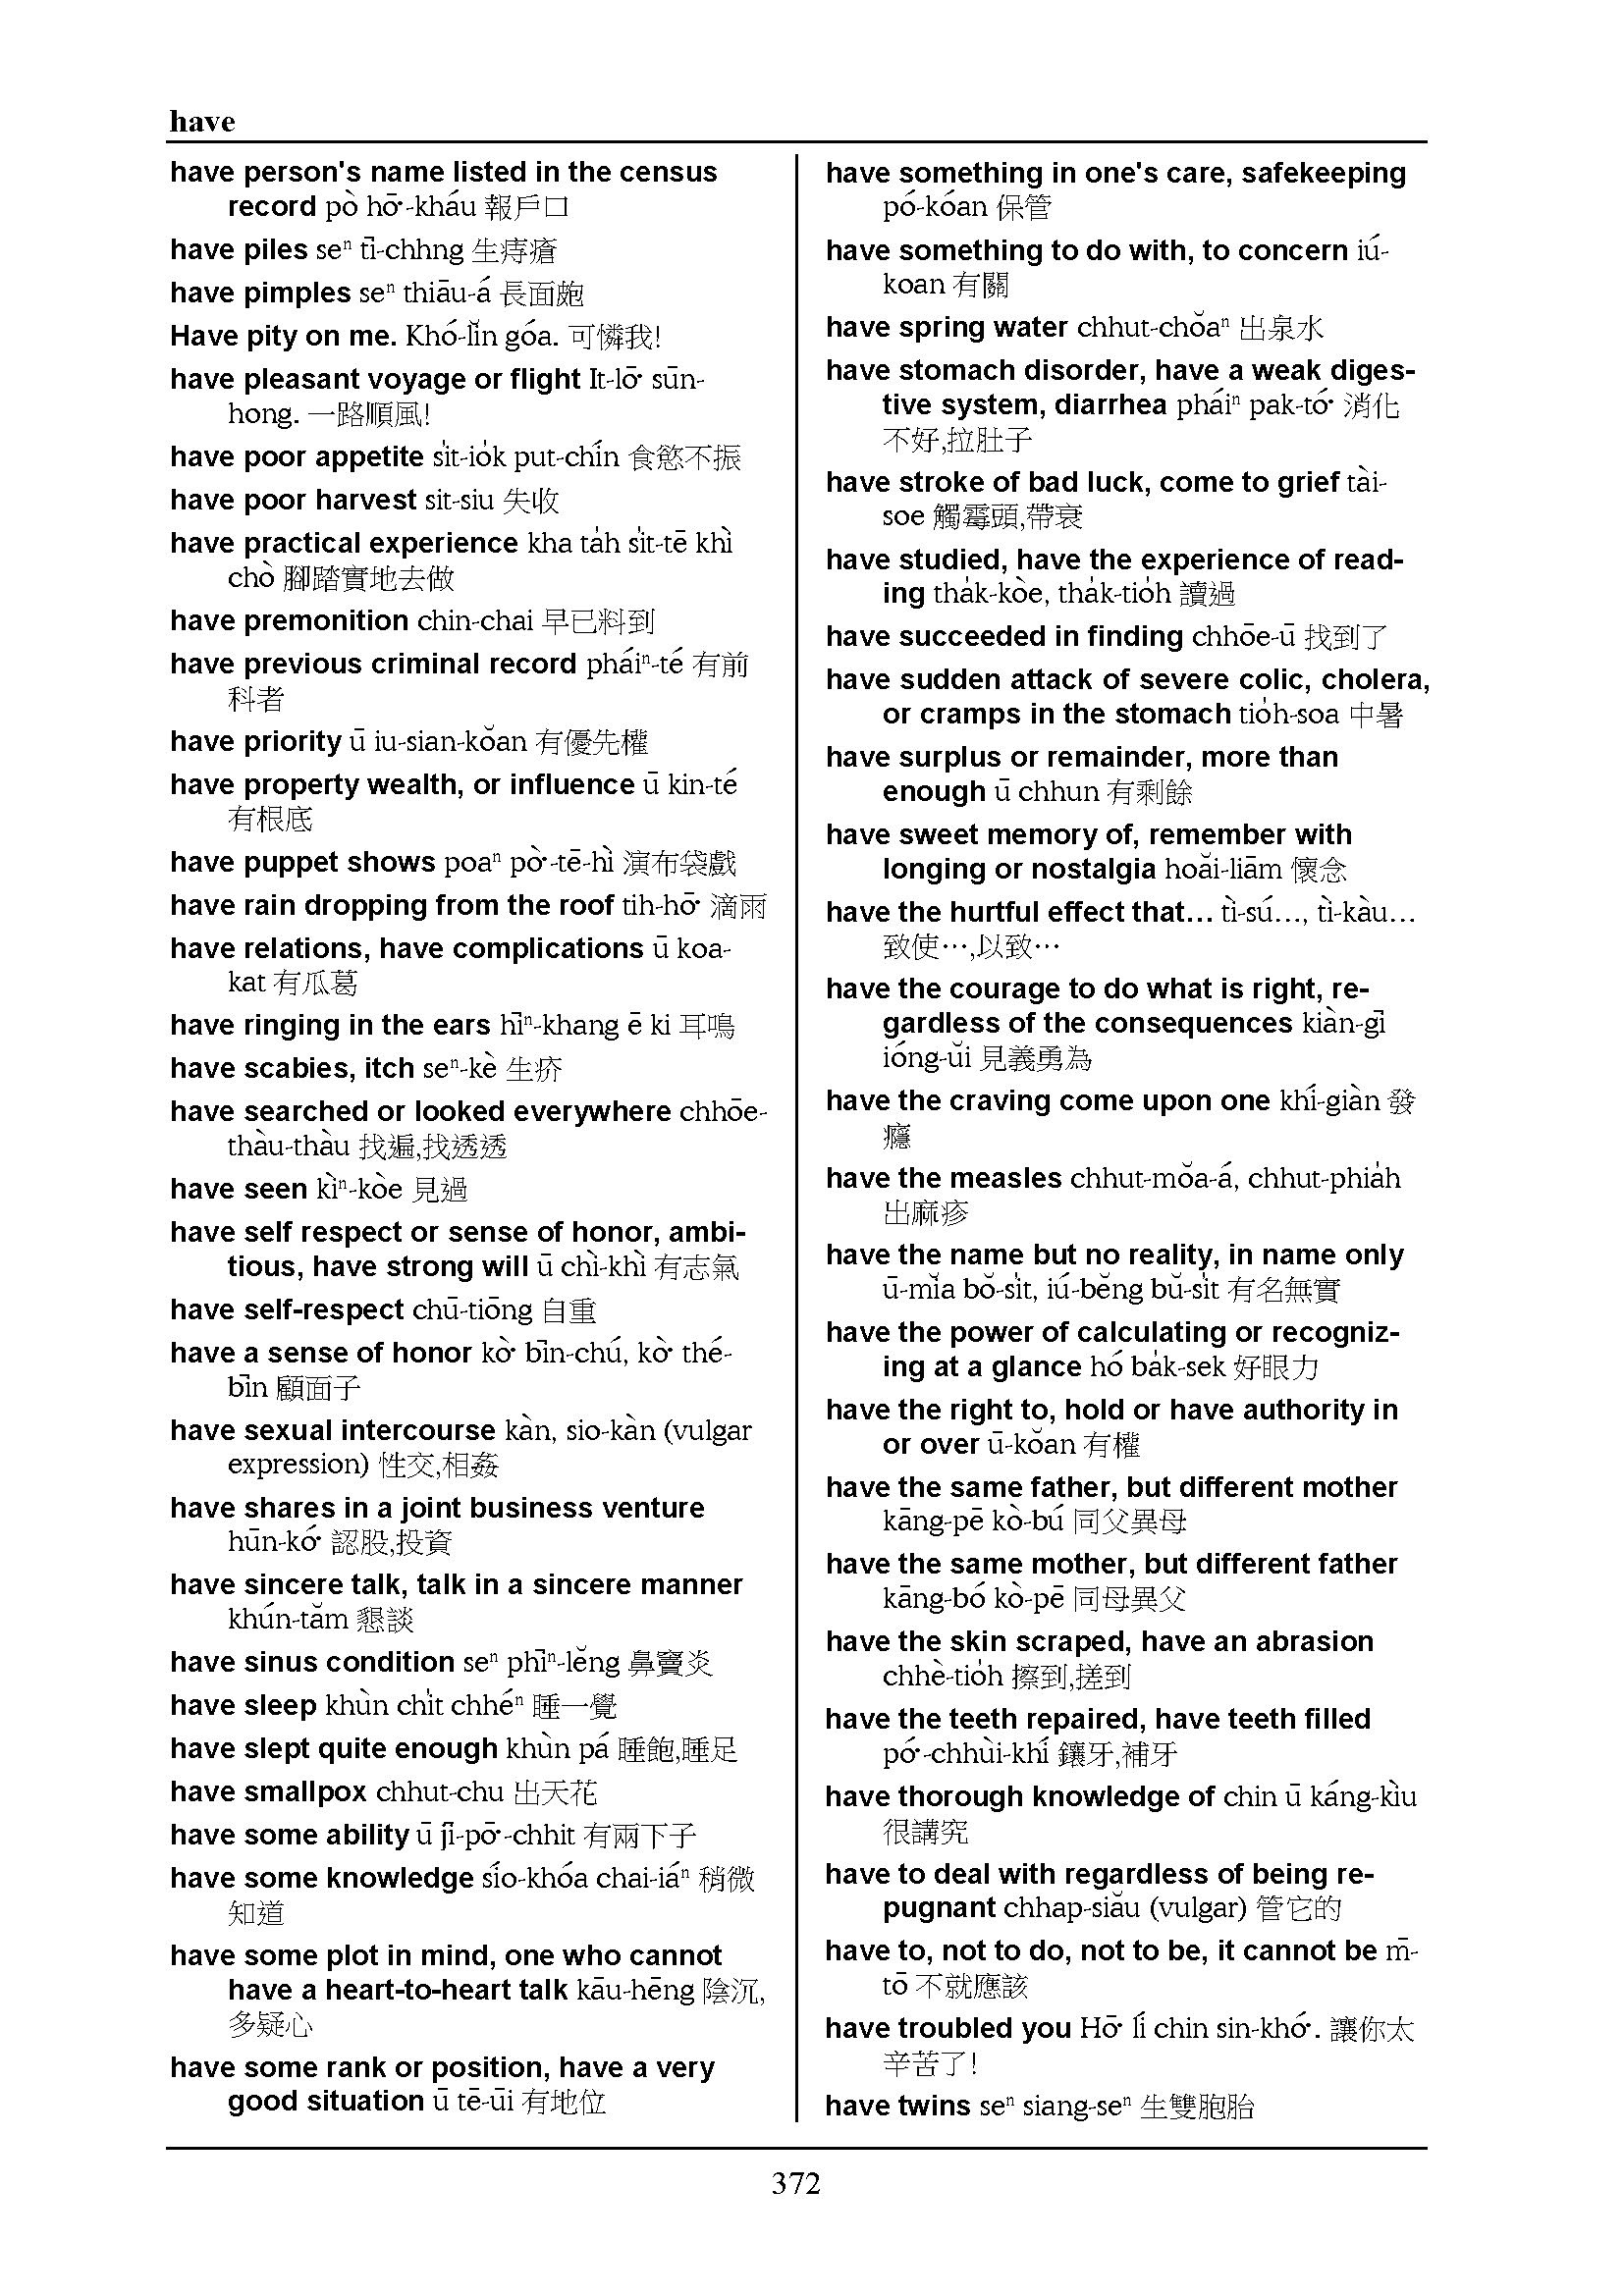 have
have person's name listed in the census
record pò hō͘-kháu 報戶口
have piles seⁿ tī-chhng 生痔瘡
have pimples seⁿ thiāu-á 長面皰
Have pity on me. Khó-lĭn góa. 可憐我!
have pleasant voyage or flight It-lō͘ sūn-
hong. 一路順風!
have poor appetite si̍t-io̍k put-chín 食慾不振
have poor harvest sit-siu 失收
have practical experience kha ta̍h si̍t-tē khì
chò 腳踏實地去做
have premonition chin-chai 早已料到
have previous criminal record pháiⁿ-té 有前
科者
have priority ū iu-sian-kŏan 有優先權
have property wealth, or influence ū kin-té
有根底
have puppet shows poaⁿ pò͘-tē-hì 演布袋戲
have rain dropping from the roof tih-hō͘ 滴雨
have relations, have complications ū koa-
kat 有瓜葛
have ringing in the ears hīⁿ-khang ē ki 耳鳴
have scabies, itch seⁿ-kè 生疥
have searched or looked everywhere chhōe-
thàu-thàu 找遍,找透透
have seen kìⁿ-kòe 見過
have self respect or sense of honor, ambi-
tious, have strong will ū chì-khì 有志氣
have self-respect chū-tiōng 自重
have a sense of honor kò͘ bīn-chú, kò͘ thé-
bīn 顧面子
have sexual intercourse kàn, sio-kàn (vulgar
expression) 性交,相姦
have shares in a joint business venture
hūn-kó͘ 認股,投資
have sincere talk, talk in a sincere manner
khún-tăm 懇談
have sinus condition seⁿ phīⁿ-lĕng 鼻竇炎
have sleep khùn chi̍t chhéⁿ 睡一覺
have slept quite enough khùn pá 睡飽,睡足
have smallpox chhut-chu 出天花
have some ability ū jī-pō͘-chhit 有兩下子
have some knowledge sío-khóa chai-iáⁿ 稍微
知道
have some plot in mind, one who cannot
have a heart-to-heart talk kāu-hēng 陰沉,
多疑心
have some rank or position, have a very
good situation ū tē-ūi 有地位
have something in one's care, safekeeping
pó-kóan 保管
have something to do with, to concern iú-
koan 有關
have spring water chhut-chŏaⁿ 出泉水
have stomach disorder, have a weak diges-
tive system, diarrhea pháiⁿ pak-tó͘ 消化
不好,拉肚子
have stroke of bad luck, come to grief tài-
soe 觸霉頭,帶衰
have studied, have the experience of read-
ing tha̍k-kòe, tha̍k-tio̍h 讀過
have succeeded in finding chhōe-ū 找到了
have sudden attack of severe colic, cholera,
or cramps in the stomach tio̍h-soa 中暑
have surplus or remainder, more than
enough ū chhun 有剩餘
have sweet memory of, remember with
longing or nostalgia hoăi-liām 懷念
have the hurtful effect that… tì-sú…, tì-kàu…
致使…,以致…
have the courage to do what is right, re-
gardless of the consequences kiàn-gī
ióng-ŭi 見義勇為
have the craving come upon one khí-giàn 發
癮
have the measles chhut-mŏa-á, chhut-phia̍h
出麻疹
have the name but no reality, in name only
ū-mĭa bŏ-si̍t, iú-bĕng bŭ-si̍t 有名無實
have the power of calculating or recogniz-
ing at a glance hó ba̍k-sek 好眼力
have the right to, hold or have authority in
or over ū-kŏan 有權
have the same father, but different mother
kāng-pē kò-bú 同父異母
have the same mother, but different father
kāng-bó kò-pē 同母異父
have the skin scraped, have an abrasion
chhè-tio̍h 擦到,搓到
have the teeth repaired, have teeth filled
pó͘-chhùi-khí 鑲牙,補牙
have thorough knowledge of chin ū káng-kìu
很講究
have to deal with regardless of being re-
pugnant chhap-siău (vulgar) 管它的
have to, not to do, not to be, it cannot be m̄-
tō 不就應該
have troubled you Hō͘ lí chin sin-khó͘. 讓你太
辛苦了!
have twins seⁿ siang-seⁿ 生雙胞胎
372